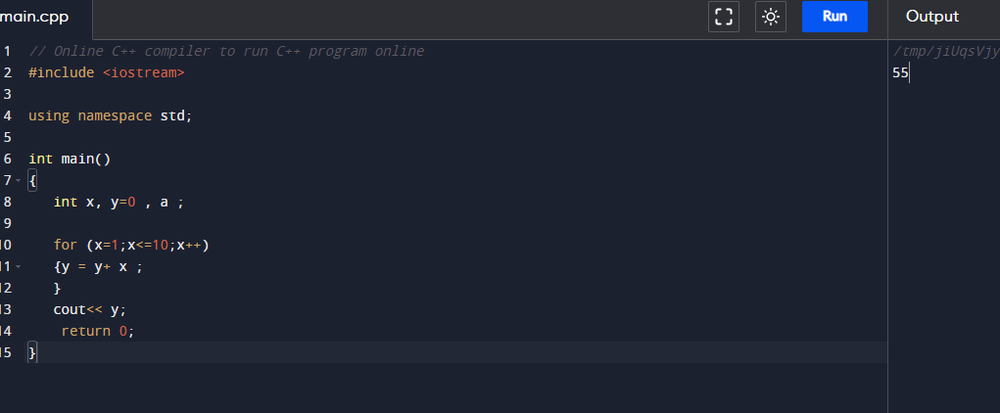 main.cpp
Run
Output
1 // Online C++ compiler to run C++ program online
2 #include <iostream>
3
4 using namespace std;
5
6 int main()
7 {
8 int x, y=0 , a ;
9
10 for (x=1;x<=10;x++)
11 {y = y+ x ;
12 }
13 cout<< y;
14 return 0;
15 }
/tmp/jiUqsVjy
55